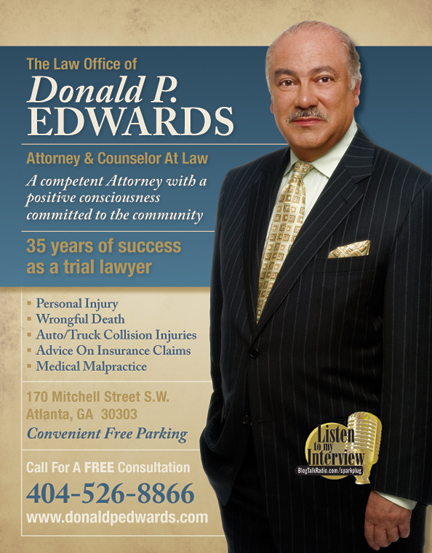 The Law Office of
Donald P.
EDWARDS
Attorney & Counselor At Law
A competent Attorney with a
positive consciousness
committed to the community
35 years of success
as a trial lawyer
▪ Personal Injury
▪ Wrongful Death
▪ Auto/Truck Collision Injuries
▪ Advice On Insurance Claims
▪ Medical Malpractice
170 Mitchell Street S.W.
Atlanta, GA 30303
Convenient Free Parking
Call For A FREE Consultation
404-526-8866
www.donaldpedwards.com
Listen
to my
Interview
BlogTalkRadio.com/sparkplug